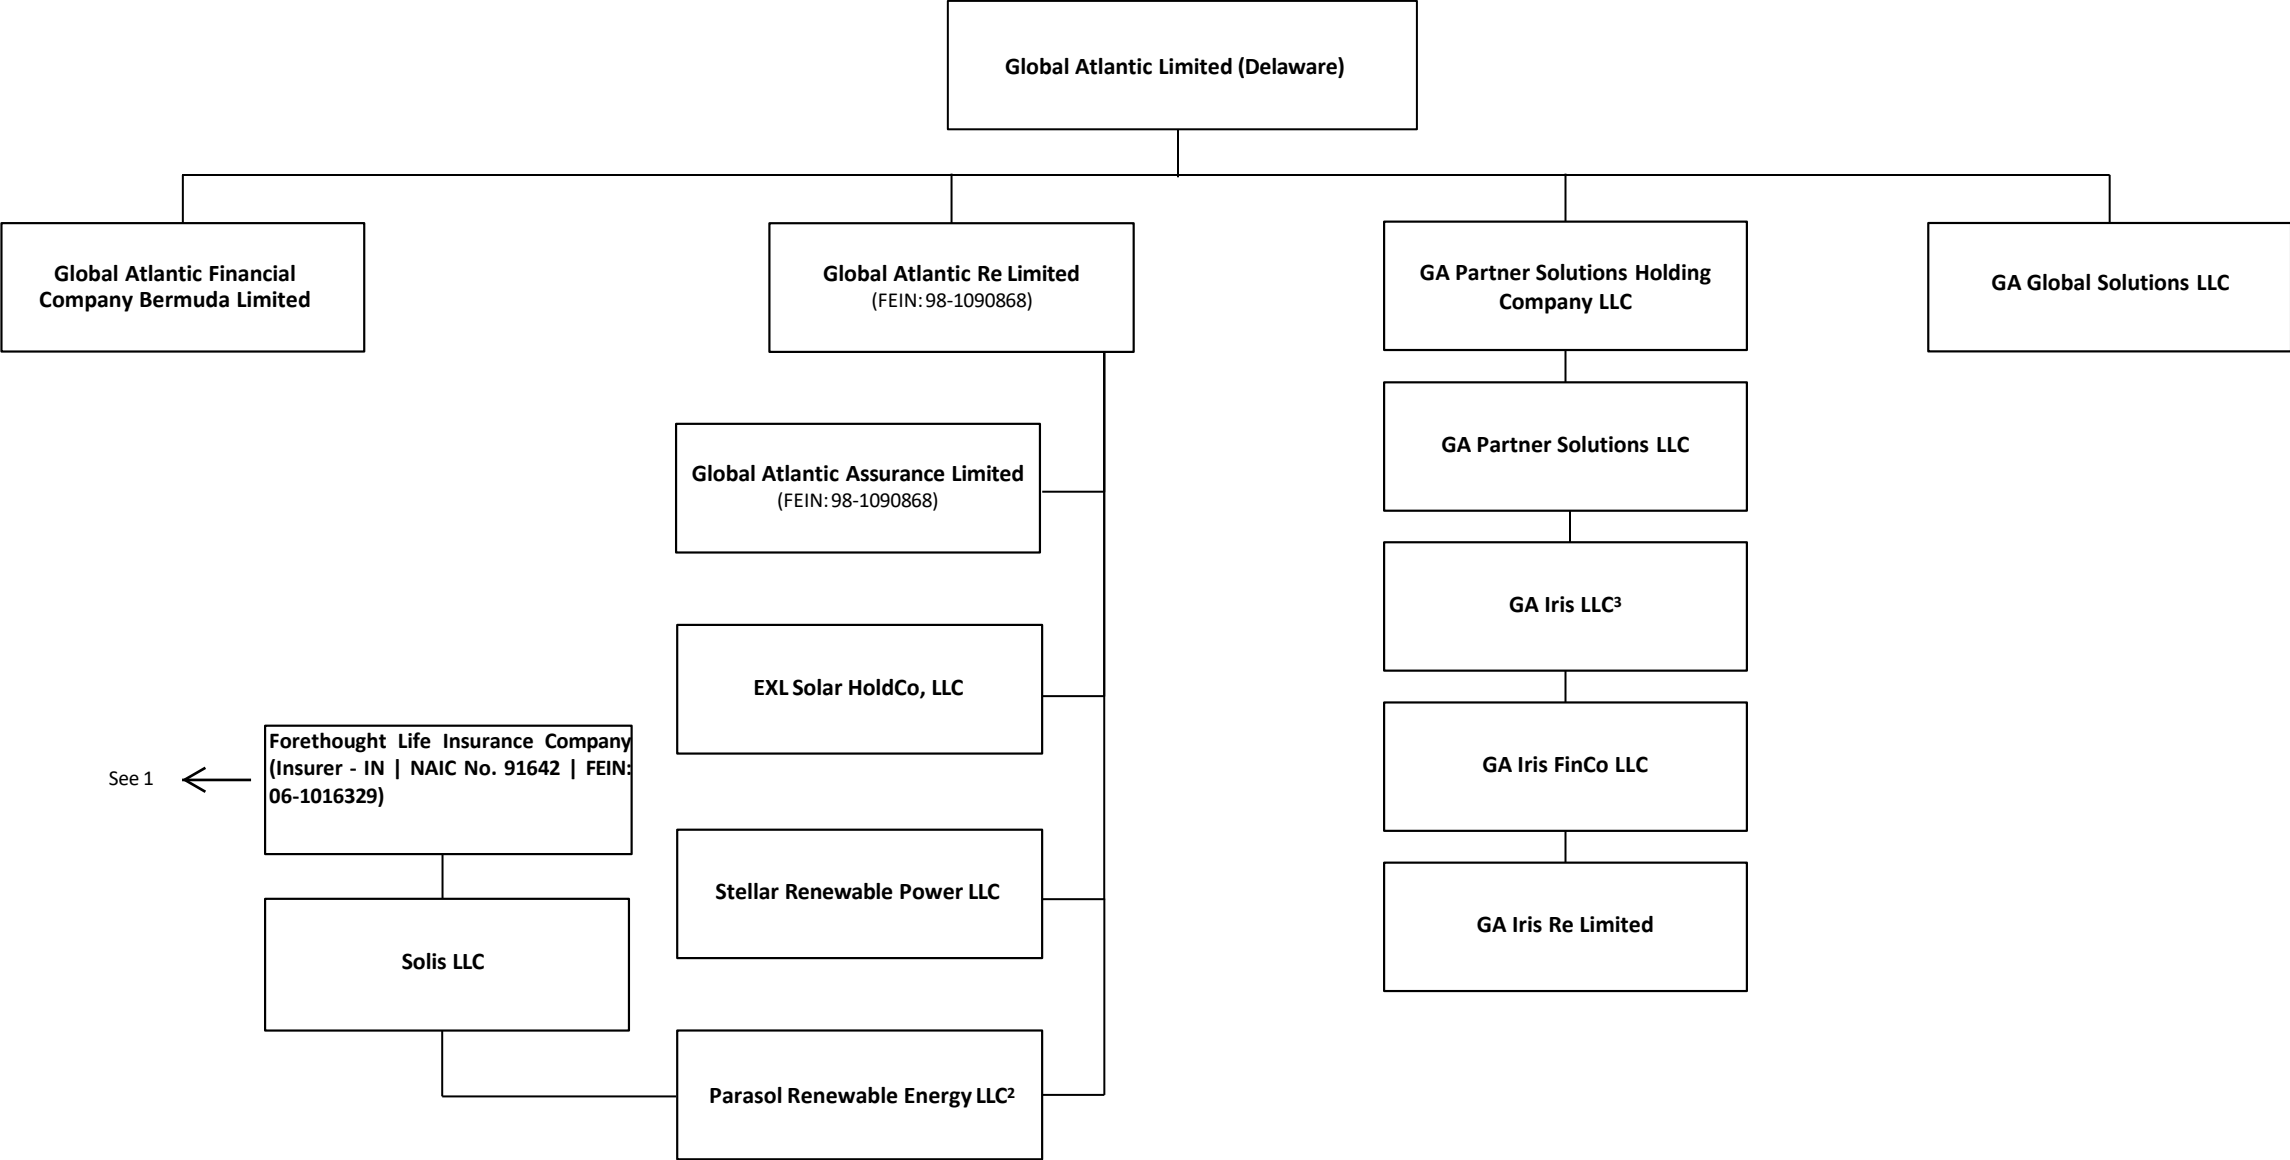 Global Atlantic Limited (Delaware)
Global Atlantic Financial
Company Bermuda Limited
Global Atlantic Re Limited
(FEIN: 98-1090868)
GA Partner Solutions Holding
Company LLC
GA Global Solutions LLC
GA Partner Solutions LLC
Global Atlantic Assurance Limited
(FEIN: 98-1090868)
GA Iris LLC³
EXL Solar HoldCo, LLC
See 1
Forethought Life Insurance Company
(Insurer - IN | NAIC No. 91642 | FEIN:
06-1016329)
GA Iris FinCo LLC
Stellar Renewable Power LLC
GA Iris Re Limited
Solis LLC
Parasol Renewable Energy LLC²